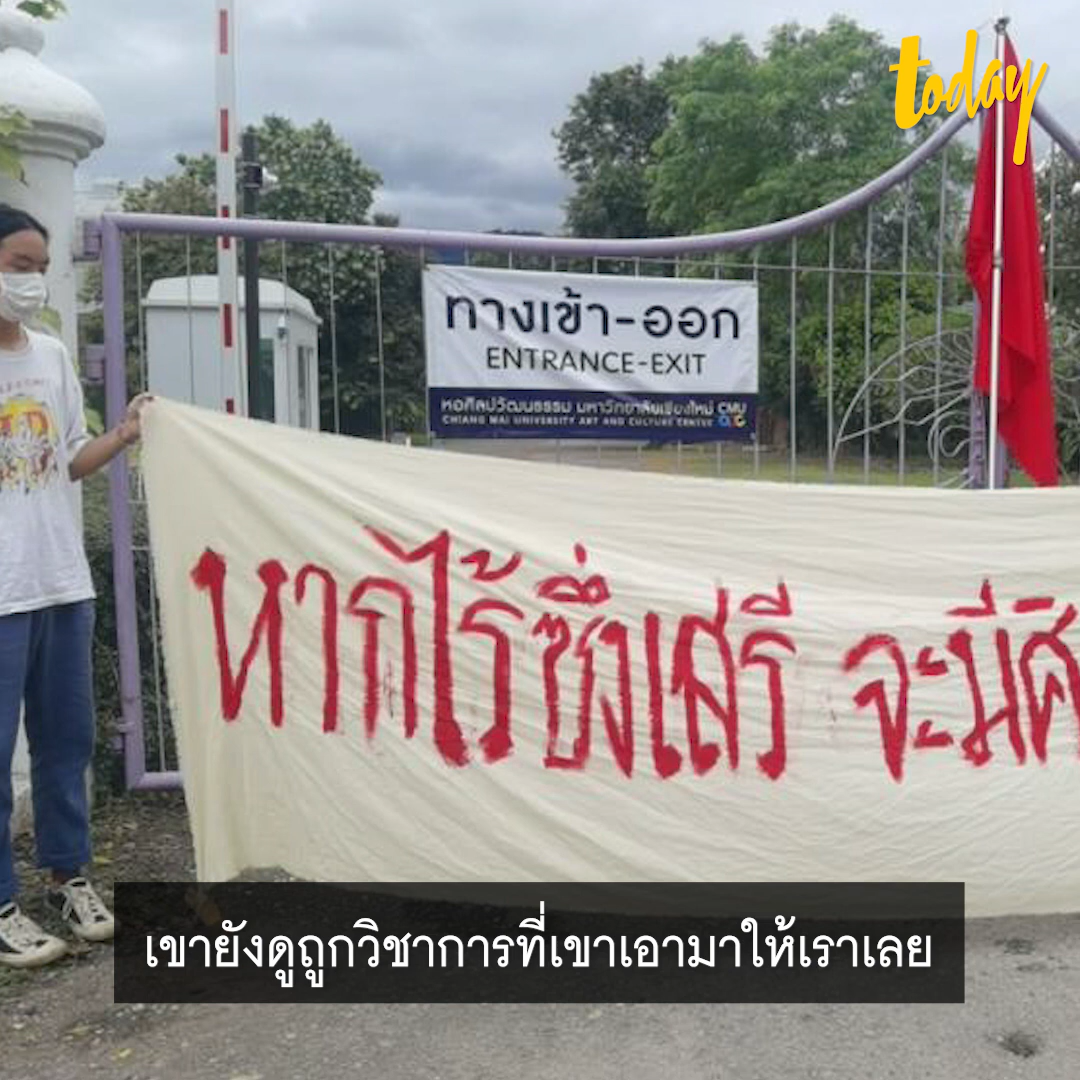 today
ทางเข้า-ออก
ENTRANCE-EXIT
หอศิลปวัฒนธรรม มหาวิทยาลัยเชียงใหม่
CHIANG MAI UNIVERSITY ART AND CULTURE CENTER
CMU
หากไร้ซึ่งเสรี จะมีศ
เขายังดูถูกวิชาการที่เขาเอามาให้เราเลย